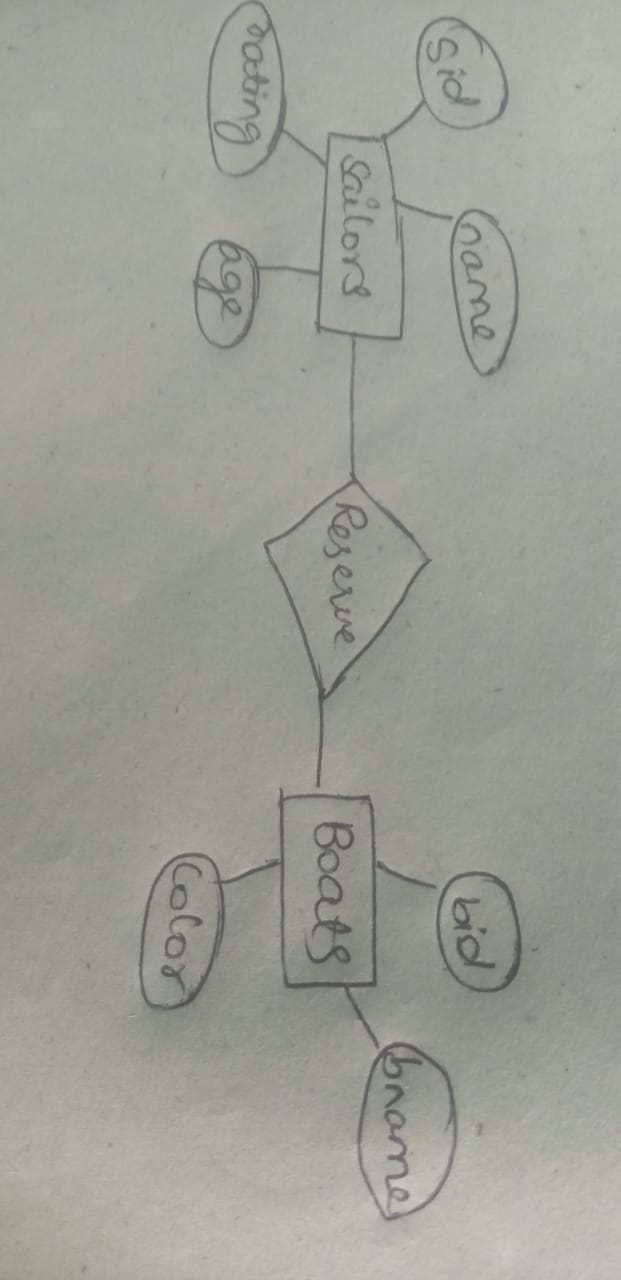 sid
name
rating
Sailors
age
Reserve
bid
Boats
bname
Color